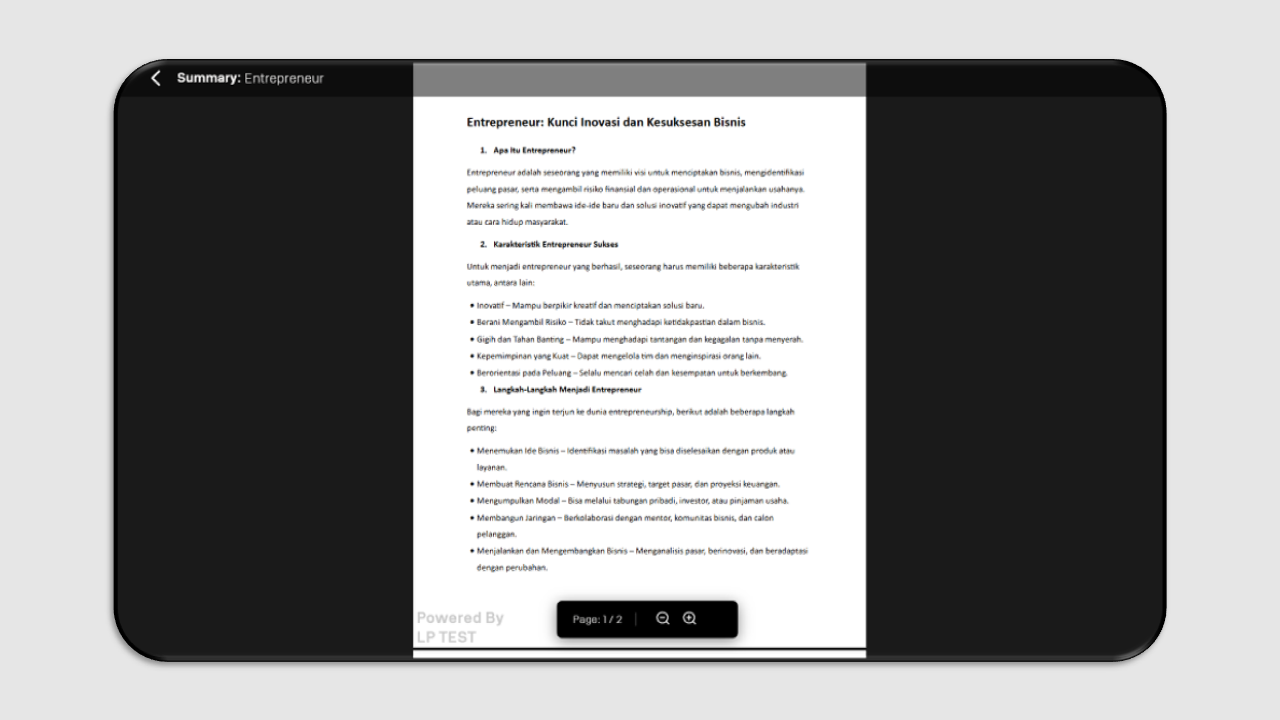 Summary: Entrepreneur
Entrepreneur: Kunci Inovasi dan Kesuksesan Bisnis
1. Apa Itu Entrepreneur?
Entrepreneur adalah seseorang yang memiliki visi untuk menciptakan bisnis, mengidentifikasi
peluang pasar, serta mengambil risiko finansial dan operasional untuk menjalankan usahanya.
Mereka sering kali membawa ide-ide baru dan solusi inovatif yang dapat mengubah industri
atau cara hidup masyarakat.
2. Karakteristik Entrepreneur Sukses
Untuk menjadi entrepreneur yang berhasil, seseorang harus memiliki beberapa karakteristik
utama, antara lain:
• Inovatif – Mampu berpikir kreatif dan menciptakan solusi baru.
• Berani Mengambil Risiko – Tidak takut menghadapi ketidakpastian dalam bisnis.
• Gigih dan Tahan Banting – Mampu menghadapi tantangan dan kegagalan tanpa menyerah.
• Kepemimpinan yang Kuat – Dapat mengelola tim dan menginspirasi orang lain.
• Berorientasi pada Peluang – Selalu mencari celah dan kesempatan untuk berkembang.
3. Langkah-Langkah Menjadi Entrepreneur
Bagi mereka yang ingin terjun ke dunia entrepreneurship, berikut adalah beberapa langkah
penting:
• Menemukan Ide Bisnis – Identifikasi masalah yang bisa diselesaikan dengan produk atau
layanan.
• Membuat Rencana Bisnis – Menyusun strategi, target pasar, dan proyeksi keuangan.
• Mengumpulkan Modal – Bisa melalui tabungan pribadi, investor, atau pinjaman usaha.
• Membangun Jaringan – Berkolaborasi dengan mentor, komunitas bisnis, dan calon
pelanggan.
• Menjalankan dan Mengembangkan Bisnis – Menganalisis pasar, berinovasi, dan beradaptasi
dengan perubahan.
Powered By
LP TEST
Page: 1 / 2